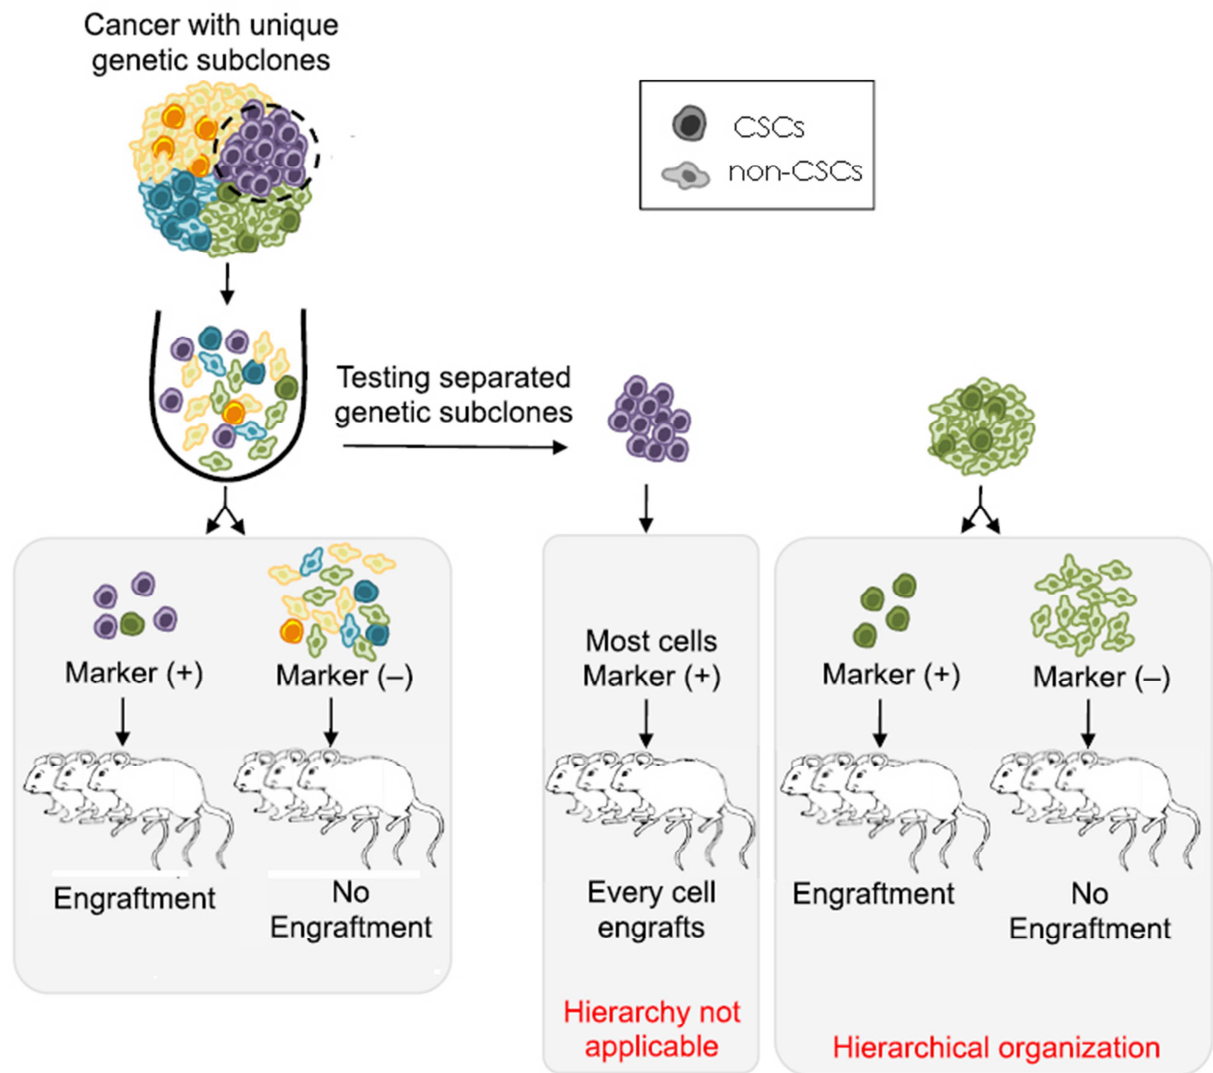 Cancer with unique
genetic subclones
CSCs
non-CSCs
Testing separated
genetic subclones
Marker (+)
Marker (–)
Most cells
Marker (+)
Marker (+)
Marker (–)
Engraftment
No
Engraftment
Every cell
engrafts
Engraftment
No
Engraftment
Hierarchy not
applicable
Hierarchical organization